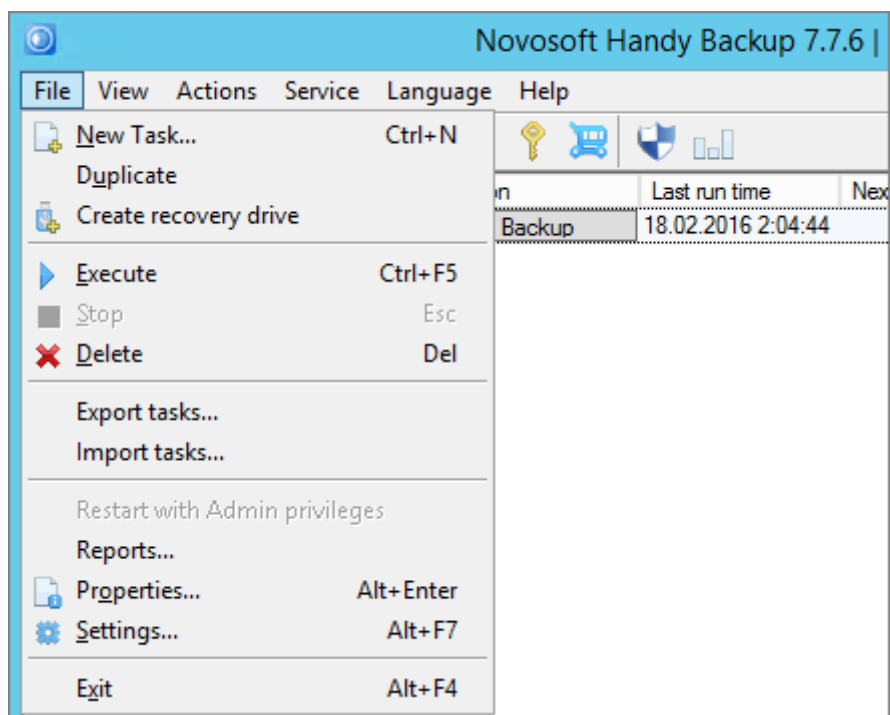 Novosoft Handy Backup 7.7.6 |
File View Actions Service Language Help
New Task... Ctrl+N
Duplicate
Create recovery drive
Execute Ctrl+F5
Stop Esc
Delete Del
Export tasks...
Import tasks...
Restart with Admin privileges
Reports...
Properties... Alt+Enter
Settings... Alt+F7
Exit Alt+F4
n Last run time Nex
Backup 18.02.2016 2:04:44